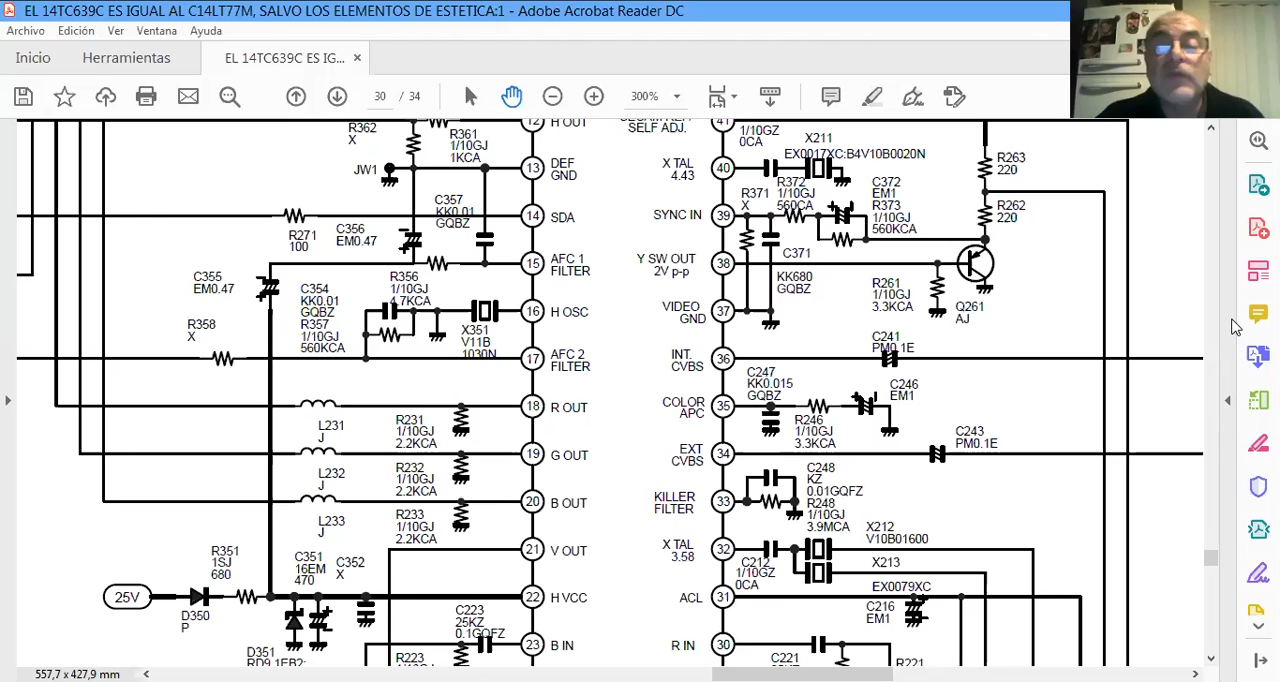 EL 14TC639C ES IGUAL AL C14LT77M, SALVO LOS ELEMENTOS DE ESTETICA:1 - Adobe Acrobat Reader DC
Archivo Edición Ver Ventana Ayuda
Inicio Herramientas EL 14TC639C ES IG... ×
30 / 34 300%
R362
X
R361
1/10GJ
1KCA
12 H OUT
JW1
13 DEF
GND
C357
KK0.01
GQBZ
14 SDA
R271
100
C356
EM0.47
15 AFC 1
FILTER
C355
EM0.47
C354
KK0.01
GQBZ
R357
1/10GJ
560KCA
R356
1/10GJ
4.7KCA
16 H OSC
X351
V11B
1030N
R358
X
17 AFC 2
FILTER
18 R OUT
L231
J
R231
1/10GJ
2.2KCA
19 G OUT
L232
J
R232
1/10GJ
2.2KCA
20 B OUT
L233
J
R233
1/10GJ
2.2KCA
21 V OUT
R351
1SJ
680
C351
16EM
470
C352
X
25V
D350
P
22 H VCC
D351
RD9.1EB2:
C223
25KZ
0.1GQFZ
23 B IN
R223
SELF ADJ.
41
1/10GZ
0CA
X211
EX0017XC:B4V10B0020N
X TAL
4.43
40
R263
220
R371
X
R372
1/10GJ
560CA
C372
EM1
R373
1/10GJ
560KCA
R262
220
SYNC IN
39
Y SW OUT
2V p-p
38
C371
KK680
GQBZ
R261
1/10GJ
3.3KCA
Q261
AJ
VIDEO
GND
37
C241
PM0.1E
INT.
CVBS
36
C247
KK0.015
GQBZ
C246
EM1
COLOR
APC
35
R246
1/10GJ
3.3KCA
C243
PM0.1E
EXT
CVBS
34
C248
KZ
0.01GQFZ
R248
1/10GJ
3.9MCA
KILLER
FILTER
33
X212
V10B01600
X TAL
3.58
32
C212
1/10GZ
0CA
X213
EX0079XC
ACL
31
C216
EM1
R IN
30
C221
R221
557,7 x 427,9 mm